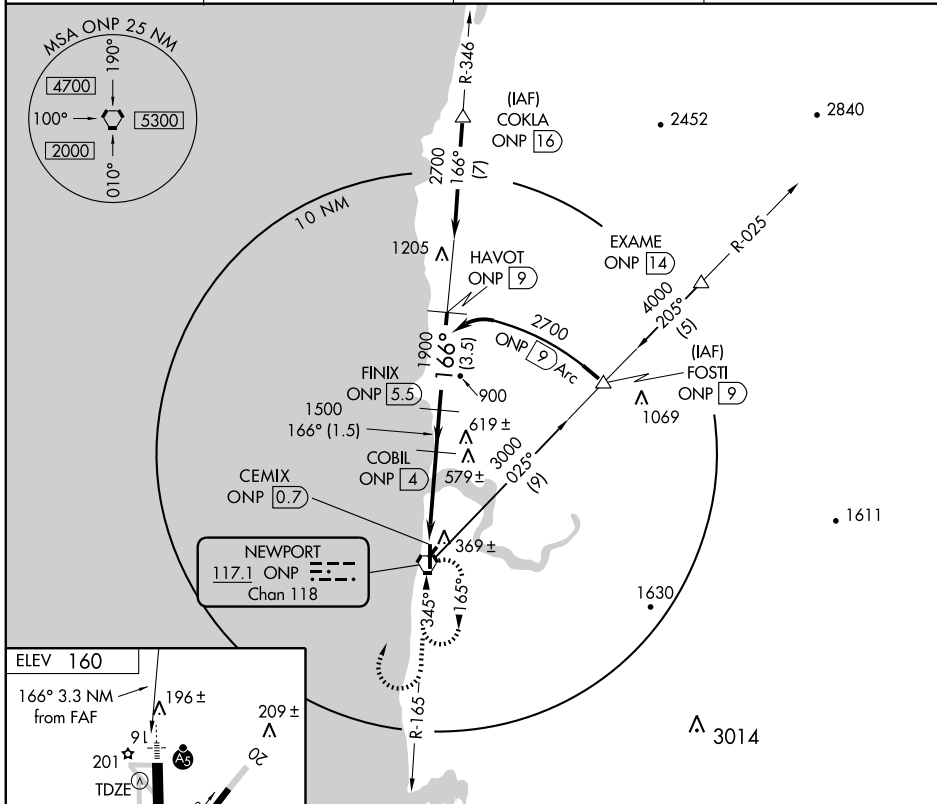 MSA ONP 25 NM
190°
4700
100°
5300
2000
010°
R-346
(IAF)
COKLA
ONP 16
2700
166°
(7)
2452
2840
10 NM
1205
HAVOT
ONP 9
EXAME
ONP 14
R-025
4000
205°
(5)
2700
ONP 9 Arc
(IAF)
FOSTI
ONP 9
1069
1900
166°
(3.5)
FINIX
ONP 5.5
900
1500
166° (1.5)
619 ±
COBIL
ONP 4
579 ±
3000
025°
(9)
CEMIX
ONP 0.7
369 ±
1611
NEWPORT
117.1 ONP
Chan 118
345°
165°
1630
R-165
3014
ELEV 160
166° 3.3 NM
from FAF
196 ±
209 ±
16
201
A5
20
TDZE